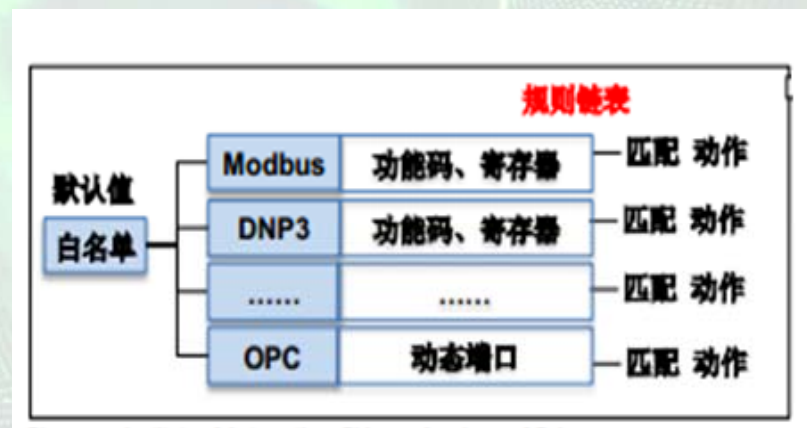 规则链表
默认值
白名单
Modbus 功能码、寄存器 匹配 动作
DNP3 功能码、寄存器 匹配 动作
…… …… 匹配 动作
OPC 动态端口 匹配 动作